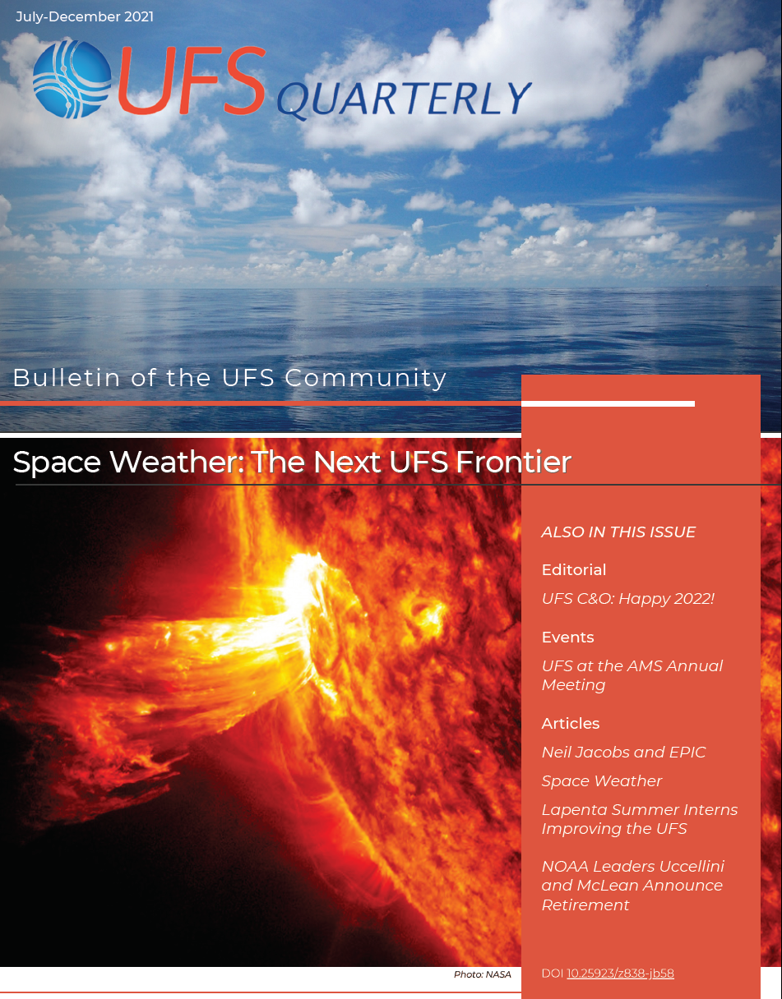 July-December 2021
UFS QUARTERLY
Bulletin of the UFS Community
Space Weather: The Next UFS Frontier
ALSO IN THIS ISSUE
Editorial
UFS C&O: Happy 2022!
Events
UFS at the AMS Annual
Meeting
Articles
Neil Jacobs and EPIC
Space Weather
Lapenta Summer Interns
Improving the UFS
NOAA Leaders Uccellini
and McLean Announce
Retirement
Photo: NASA
DOI 10.25923/z838-jb58